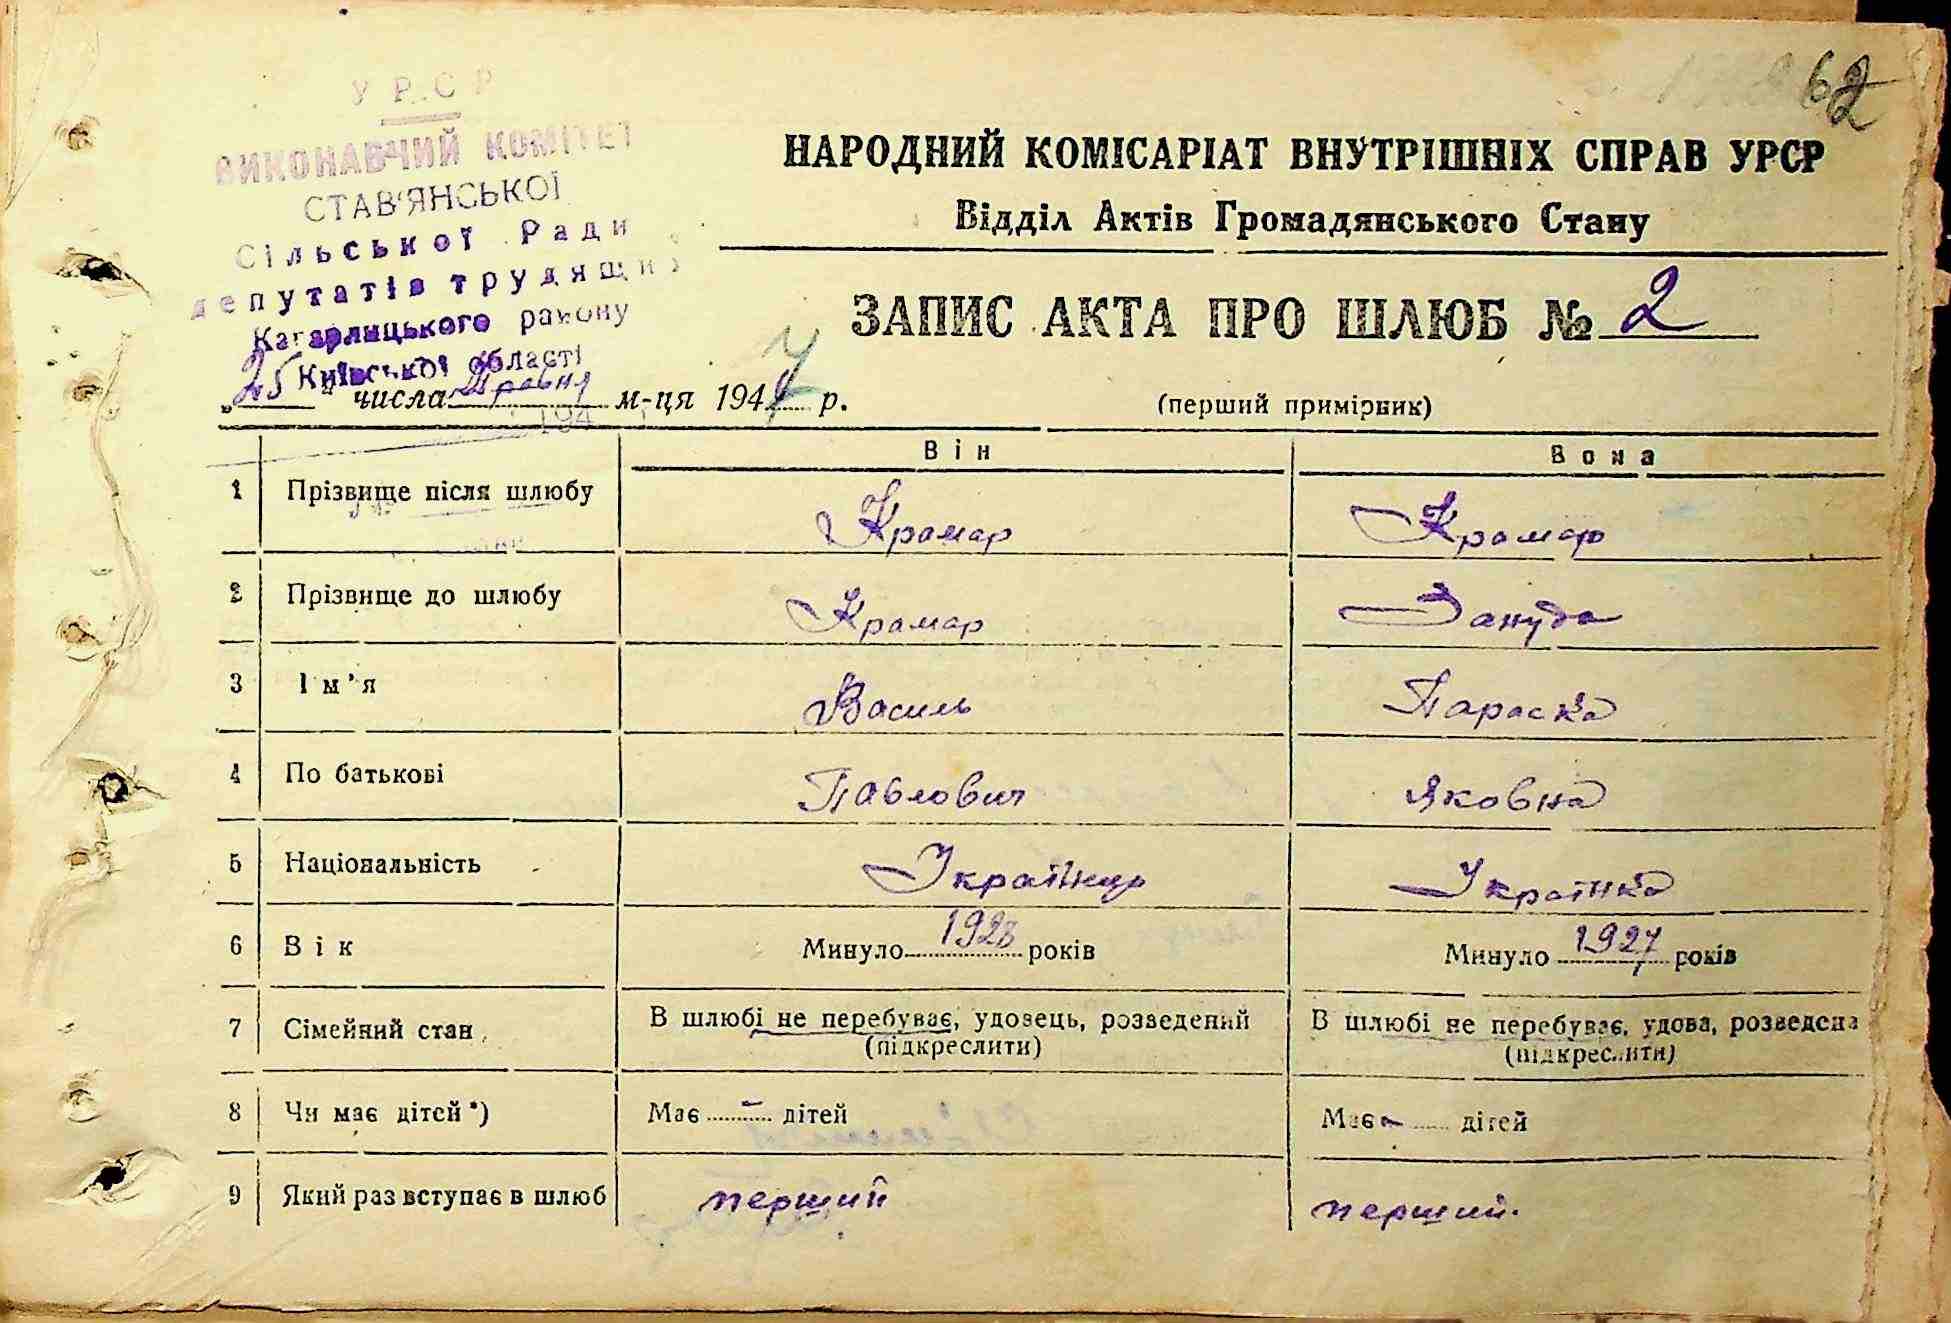 62
УРСР
ВИКОНАВЧИЙ КОМІТЕТ
СТАВ'ЯНСЬКОЇ
Сільської Ради
депутатів трудящих
Кагарлицького району
Київської області
НАРОДНИЙ КОМІСАРІАТ ВНУТРІШНІХ СПРАВ УРСР
Відділ Актів Громадянського Стану
ЗАПИС АКТА ПРО ШЛЮБ № 2
„25“ числа Травня м-ця 1947 р.
(перший примірник)
Він Вона
1 Прізвище після шлюбу Крамар Крамар
2 Прізвище до шлюбу Крамар Зануда
3 Ім'я Василь Параска
4 По батькові Павлович Яковна
5 Національність Українець Українка
6 Вік Минуло 1928 років Минуло 1927 років
7 Сімейний стан В шлюбі не перебуває, удовець, розведений В шлюбі не перебуває, удова, розведена
(підкреслити) (підкреслити)
8 Чи має дітей*) Має - дітей Має - дітей
9 Який раз вступає в шлюб перший перший.